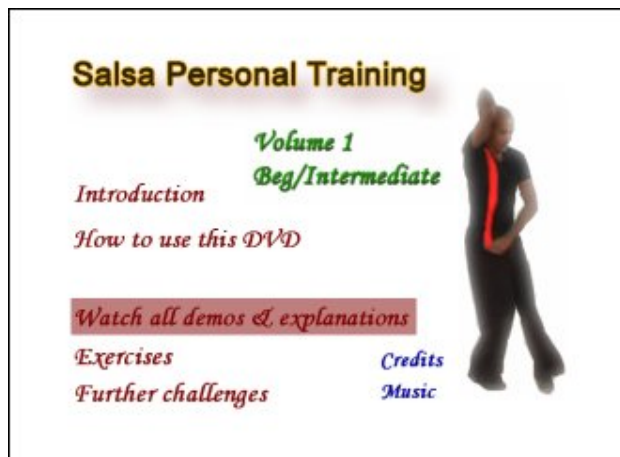 Salsa Personal Training
Volume 1
Beg/Intermediate
Introduction
How to use this DVD
Watch all demos & explanations
Exercises
Further challenges
Credits
Music